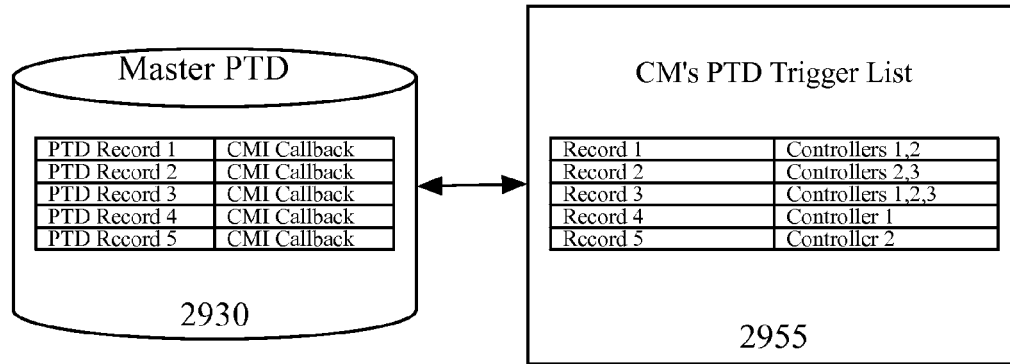 Master PTD
PTD Record 1 CMI Callback
PTD Record 2 CMI Callback
PTD Record 3 CMI Callback
PTD Record 4 CMI Callback
PTD Record 5 CMI Callback
2930
CM's PTD Trigger List
Record 1 Controllers 1,2
Record 2 Controllers 2,3
Record 3 Controllers 1,2,3
Record 4 Controller 1
Record 5 Controller 2
2955